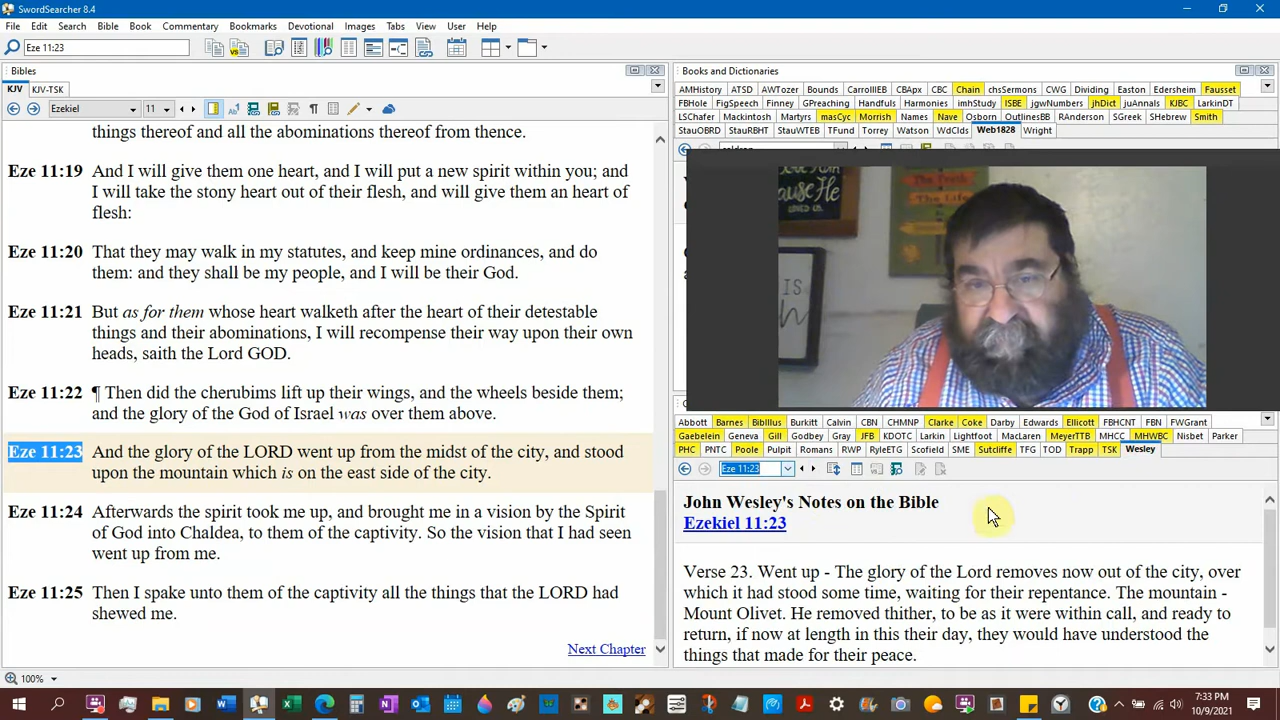 SwordSearcher 8.4
File Edit Search Bible Book Commentary Bookmarks Devotional Images Tabs View User Help
Eze 11:23
Bibles
KJV KJV-TSK
Ezekiel 11
things thereof and all the abominations thereof from thence.
Eze 11:19 And I will give them one heart, and I will put a new spirit within you; and
I will take the stony heart out of their flesh, and will give them an heart of
flesh:
Eze 11:20 That they may walk in my statutes, and keep mine ordinances, and do
them: and they shall be my people, and I will be their God.
Eze 11:21 But as for them whose heart walketh after the heart of their detestable
things and their abominations, I will recompense their way upon their own
heads, saith the Lord GOD.
Eze 11:22 ¶ Then did the cherubims lift up their wings, and the wheels beside them;
and the glory of the God of Israel was over them above.
Eze 11:23 And the glory of the LORD went up from the midst of the city, and stood
upon the mountain which is on the east side of the city.
Eze 11:24 Afterwards the spirit took me up, and brought me in a vision by the Spirit
of God into Chaldea, to them of the captivity. So the vision that I had seen
went up from me.
Eze 11:25 Then I spake unto them of the captivity all the things that the LORD had
shewed me.
Next Chapter
100%
Books and Dictionaries
AMHistory ATSD AWTozer Bounds CarrollIEB CBApx CBC Chain chsSermons CWG Dividing Easton Edersheim Fausset
FBHole FigSpeech Finney GPreaching Handfuls Harmonies imhStudy ISBE jgwNumbers jhDict juAnnals KJBC LarkinDT
LSChafer Mackintosh Martyrs masCyc Morrish Names Nave Osborn OutlinesBB RAnderson SGreek SHebrew Smith
StauOBRD StauRBHT StauWTEB TFund Torrey Watson WdClds Web1828 Wright
cause He
LOVED US.
The Truth
The Life
IS
Abbott Barnes BibIllus Burkitt Calvin CHMNP Clarke Coke Darby Edwards Ellicott FBHCNT FBN FWGrant
Gaebelein Geneva Gill Godbey Gray JFB KDOTC Larkin Lightfoot MacLaren MeyerTTB MHCC MHWBC Nisbet Parker
PHC PNTC Poole Pulpit Romans RWP RyleETG Scofield SME Sutcliffe TFG TOD Trapp TSK Wesley
Eze 11:23
John Wesley's Notes on the Bible
Ezekiel 11:23
Verse 23. Went up - The glory of the Lord removes now out of the city, over
which it had stood some time, waiting for their repentance. The mountain -
Mount Olivet. He removed thither, to be as it were within call, and ready to
return, if now at length in this their day, they would have understood the
things that made for their peace.
7:33 PM
10/9/2021